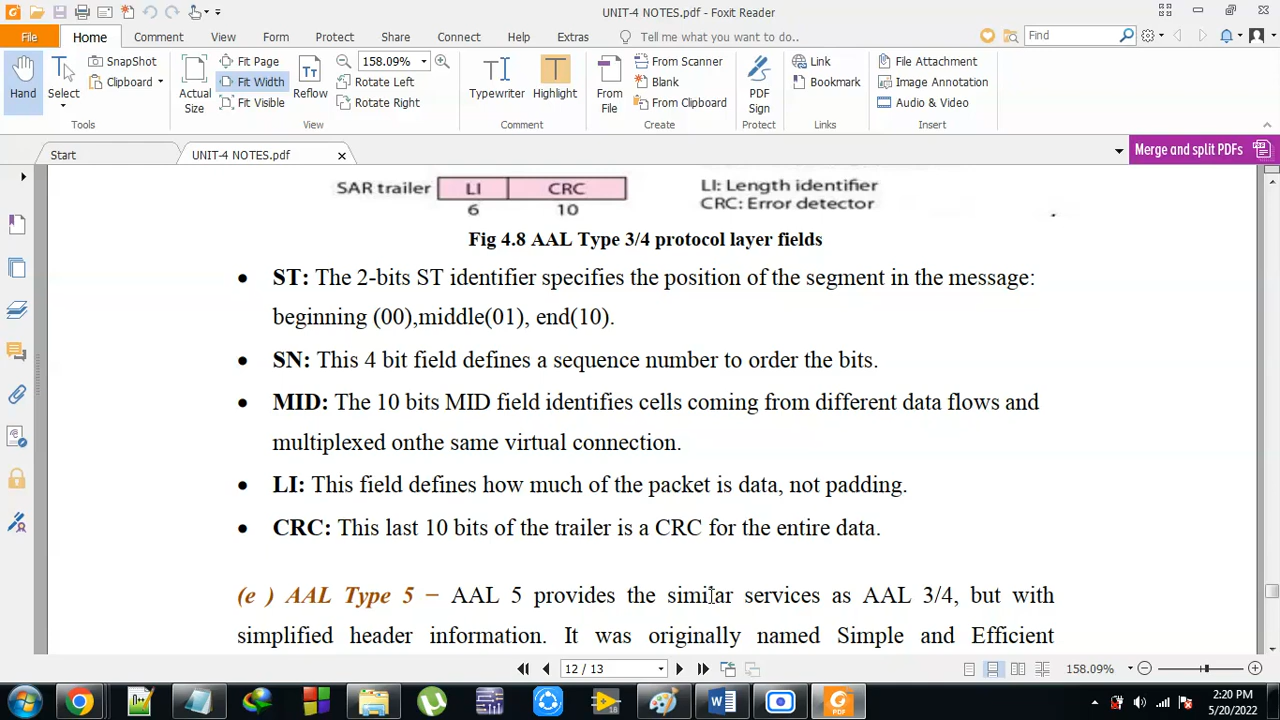 UNIT-4 NOTES.pdf - Foxit Reader
File Home Comment View Form Protect Share Connect Help Extras Tell me what you want to do.. Find
Hand
Select
SnapShot
Clipboard
Tools
Actual Size
Fit Page
Fit Width
Fit Visible
Reflow
158.09%
Rotate Left
Rotate Right
View
Typewriter
Highlight
Comment
From File
From Scanner
Blank
From Clipboard
Create
PDF Sign
Protect
Link
Bookmark
Links
File Attachment
Image Annotation
Audio & Video
Insert
Start UNIT-4 NOTES.pdf Merge and split PDFs
SAR trailer LI CRC LI: Length identifier
6 10 CRC: Error detector
Fig 4.8 AAL Type 3/4 protocol layer fields
• ST: The 2-bits ST identifier specifies the position of the segment in the message:
beginning (00),middle(01), end(10).
• SN: This 4 bit field defines a sequence number to order the bits.
• MID: The 10 bits MID field identifies cells coming from different data flows and
multiplexed onthe same virtual connection.
• LI: This field defines how much of the packet is data, not padding.
• CRC: This last 10 bits of the trailer is a CRC for the entire data.
(e ) AAL Type 5 − AAL 5 provides the similar services as AAL 3/4, but with
simplified header information. It was originally named Simple and Efficient
12 / 13 158.09%
2:20 PM
5/20/2022